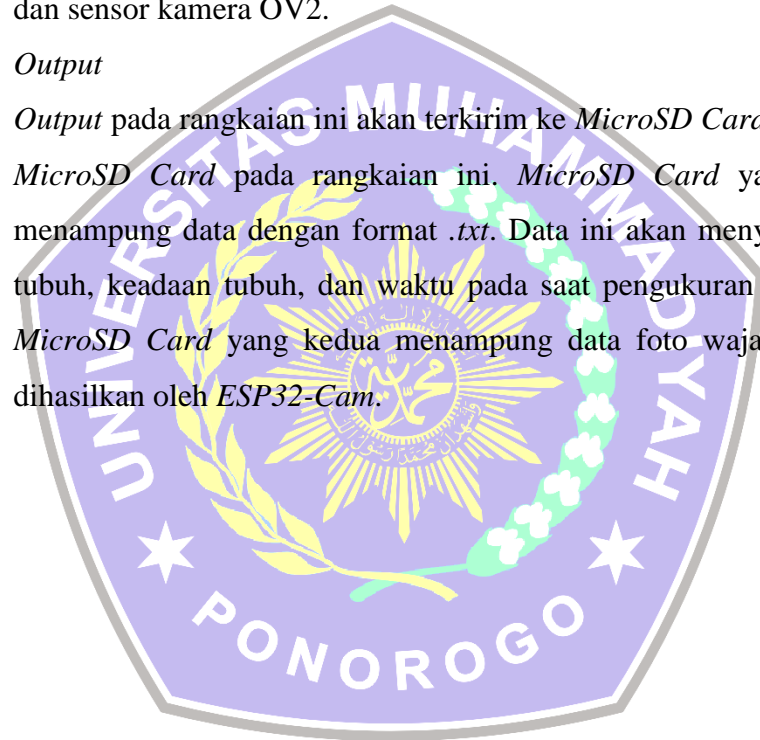 dan sensor kamera OV2.
Output
Output pada rangkaian ini akan terkirim ke MicroSD Card
MicroSD Card pada rangkaian ini. MicroSD Card ya
menampung data dengan format .txt. Data ini akan meny
tubuh, keadaan tubuh, dan waktu pada saat pengukuran
MicroSD Card yang kedua menampung data foto waja
dihasilkan oleh ESP32-Cam.
UNIVERSITAS MUHAMMADIYAH
PONOROGO